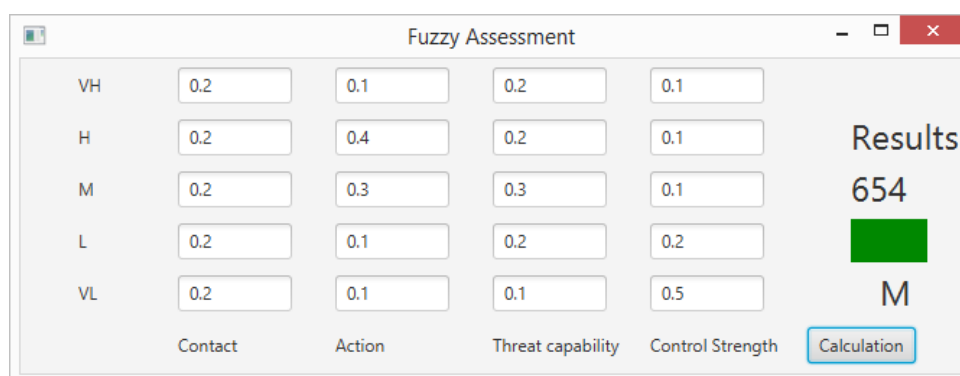 Fuzzy Assessment
VH 0.2 0.1 0.2 0.1
H 0.2 0.4 0.2 0.1
Results
M 0.2 0.3 0.3 0.1
654
L 0.2 0.1 0.2 0.2
VL 0.2 0.1 0.1 0.5
M
Contact Action Threat capability Control Strength Calculation